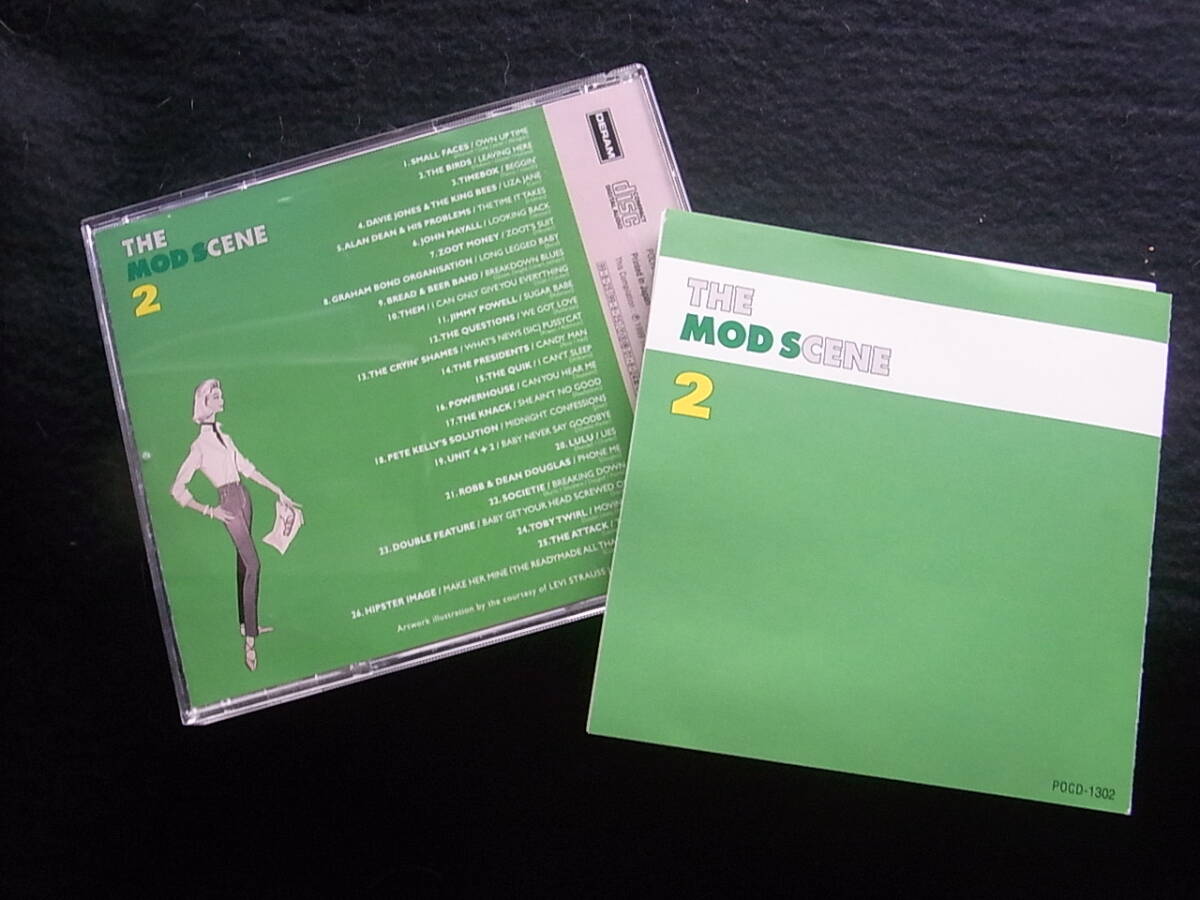 THE
MOD SCENE
2
1. SMALL FACES / OWN UP TIME
2. THE BIRDS / LEAVING HERE
3. TIMEBOX / BEGGIN'
4. DAVIE JONES & THE KING BEES / LIZA JANE
5. ALAN DEAN & HIS PROBLEMS / THE TIME IT TAKES
6. JOHN MAYALL / LOOKING BACK
7. ZOOT MONEY / ZOOT'S SUIT
8. GRAHAM BOND ORGANISATION / LONG LEGGED BABY
9. BREAD & BEER BAND / BREAKDOWN BLUES
10. THEM / I CAN ONLY GIVE YOU EVERYTHING
11. JIMMY POWELL / SUGAR BABE
12. THE QUESTIONS / WE GOT LOVE
13. THE CRYIN' SHAMES / WHAT'S NEWS (SIC) PUSSYCAT
14. THE PRESIDENTS / CANDY MAN
15. THE QUIK / I CAN'T SLEEP
16. POWERHOUSE / CAN YOU HEAR ME
17. THE KNACK / SHE AIN'T NO GOOD
18. PETE KELLY'S SOLUTION / MIDNIGHT CONFESSIONS
19. UNIT 4 + 2 / BABY NEVER SAY GOODBYE
20. LULU / LIES
21. ROBB & DEAN DOUGLAS / PHONE ME
22. SOCIETIE / BREAKING DOWN
23. DOUBLE FEATURE / BABY GET YOUR HEAD SCREWED
24. TOBY TWIRL /
25. THE ATTACK /
26. HIPSTER IMAGE / MAKE HER MINE (THE READYMADE ALL
Artwork illustration by the courtesy of LEVI STRAUSS
DERAM
COMPACT
disc
DIGITAL AUDIO
Printed in
This Compilation
THE
MOD SCENE
2
POCD-1302